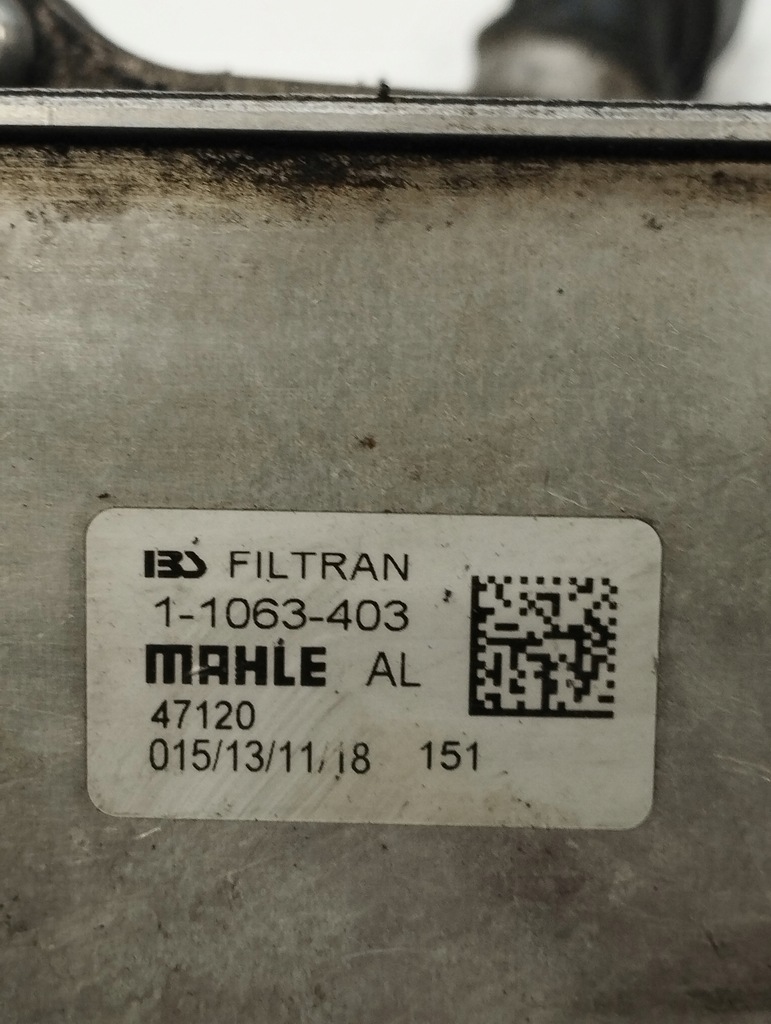 IBS FILTRAN
1-1063-403
MAHLE AL
47120
015/13/11/18 151